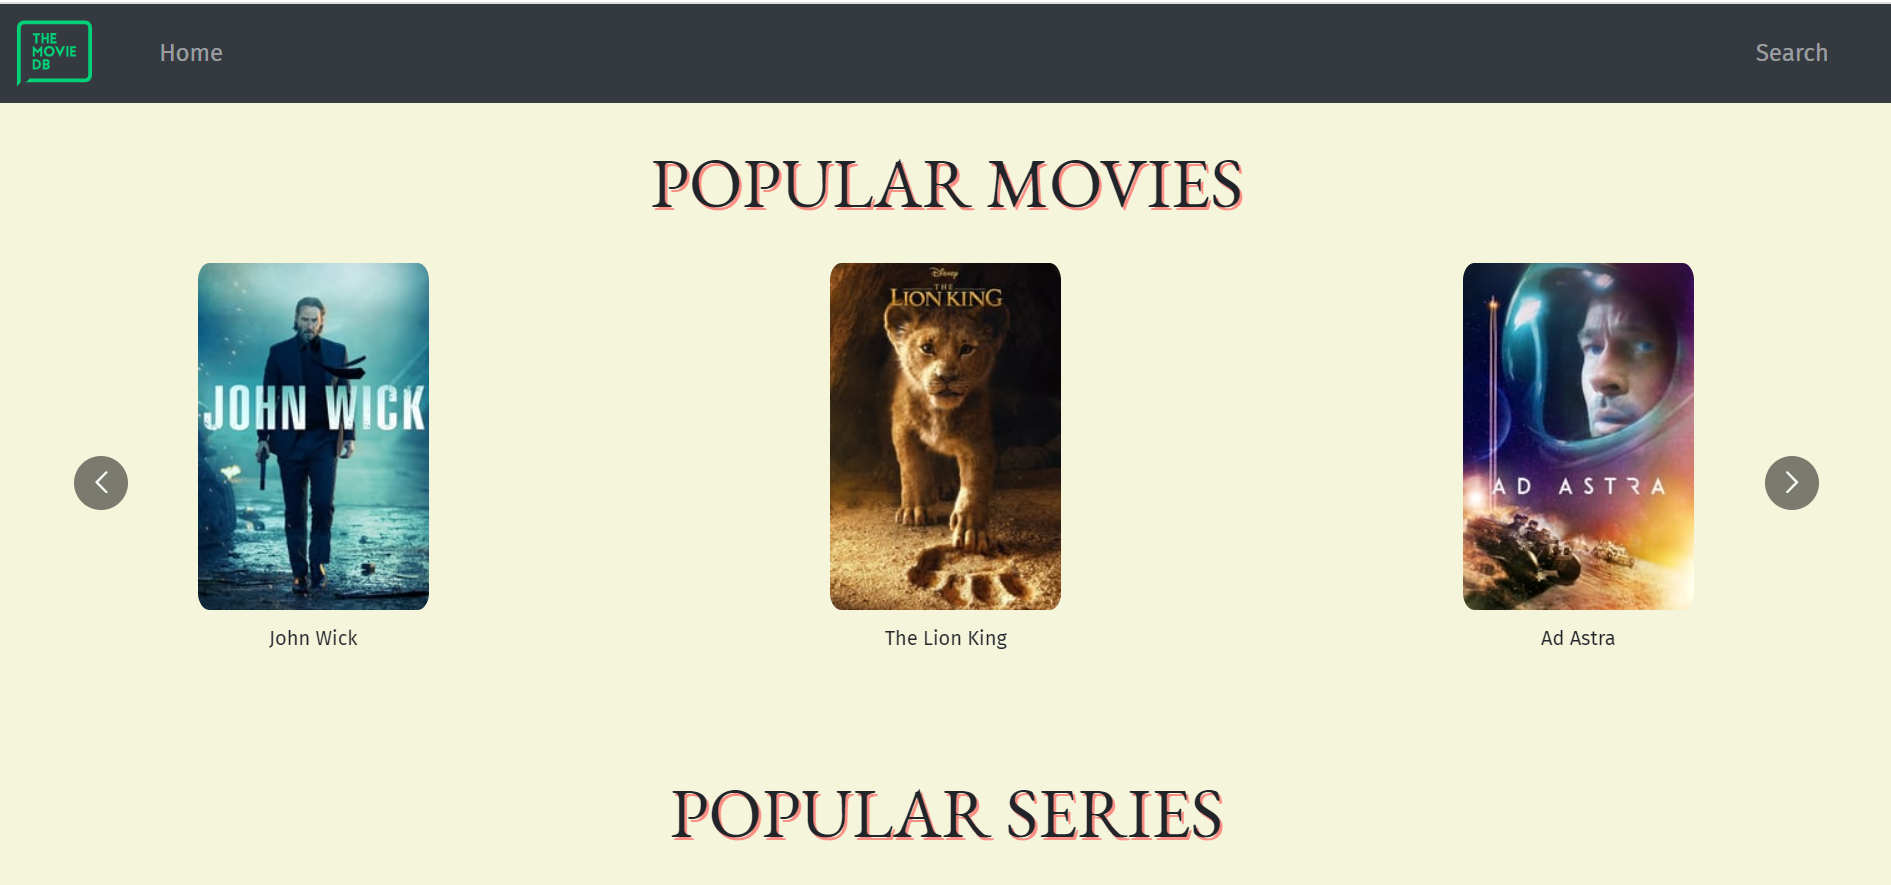 THE
MOVIE
DB
Home
Search
POPULAR MOVIES
JOHN WICK
Disney
THE
LION KING
AD ASTRA
John Wick
The Lion King
Ad Astra
POPULAR SERIES